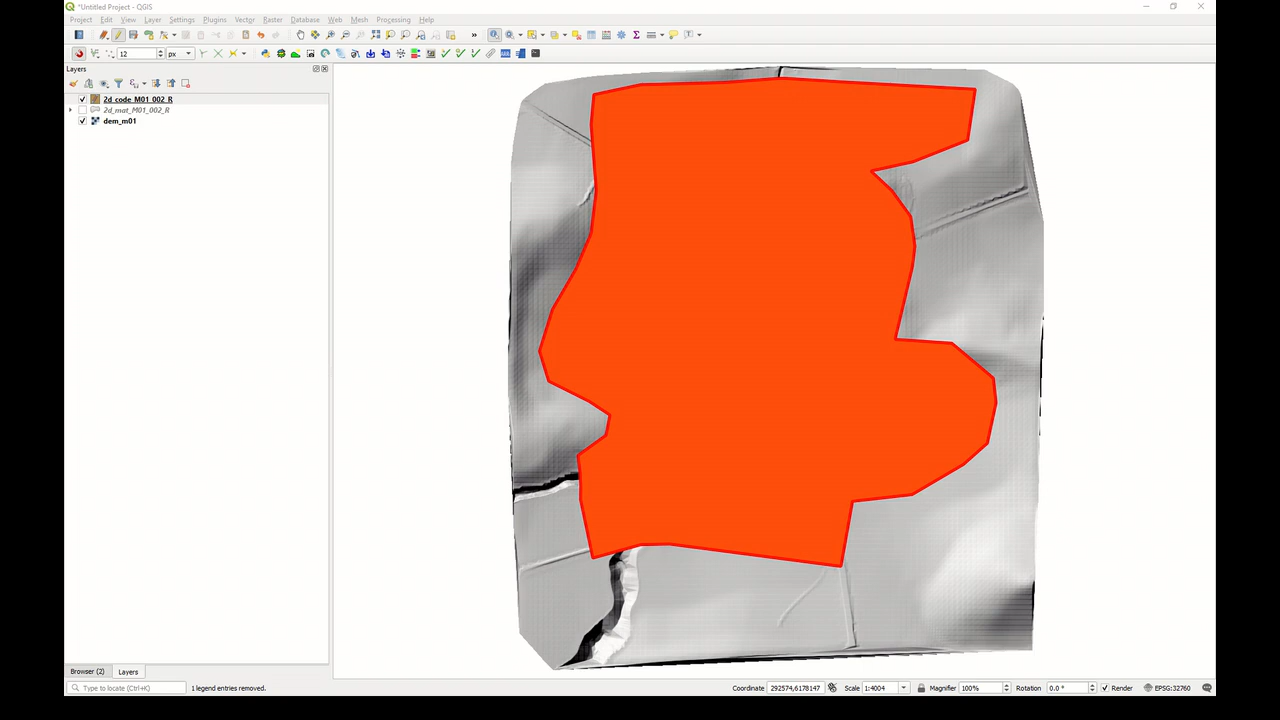 *Untitled Project - QGIS
Project Edit View Layer Settings Plugins Vector Raster Database Web Mesh Processing Help
12 px
Layers
2d_code_M01_002_R
2d_mat_M01_002_R
dem_m01
Browser (2) Layers
Type to locate (Ctrl+K) 1 legend entries removed. Coordinate 292574,6178147 Scale 1:4004 Magnifier 100% Rotation 0.0 ° Render EPSG:32760